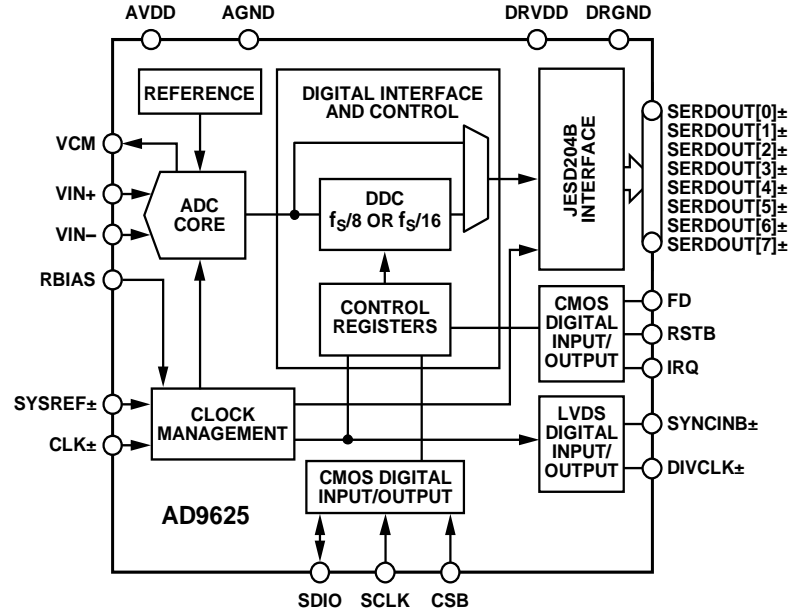 AVDD
AGND
DRVDD
DRGND
REFERENCE
DIGITAL INTERFACE
AND CONTROL
VCM
VIN+
VIN–
RBIAS
SYSREF±
CLK±
ADC
CORE
DDC
fS/8 OR fS/16
CONTROL
REGISTERS
CLOCK
MANAGEMENT
JESD204B
INTERFACE
SERDOUT[0]±
SERDOUT[1]±
SERDOUT[2]±
SERDOUT[3]±
SERDOUT[4]±
SERDOUT[5]±
SERDOUT[6]±
SERDOUT[7]±
CMOS
DIGITAL
INPUT/
OUTPUT
FD
RSTB
IRQ
LVDS
DIGITAL
INPUT/
OUTPUT
SYNCINB±
DIVCLK±
CMOS DIGITAL
INPUT/OUTPUT
AD9625
SDIO
SCLK
CSB